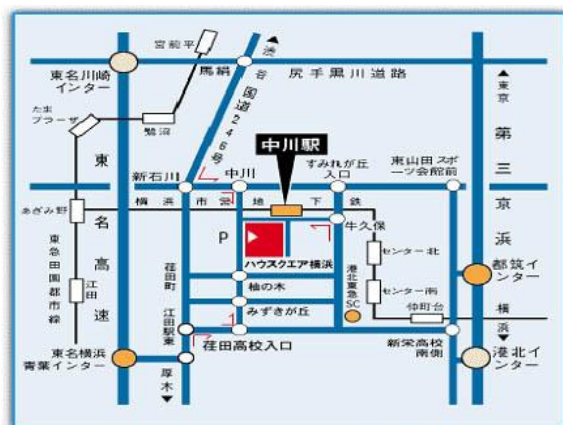 宮前平
▲渋谷
東名川崎
インター
馬絹
尻手黒川道路
たま
プラーザ
鷺沼
国道246号
▲東京
第三京浜
中川駅
東
名
高
速
新石川
中川
すみれが丘
入口
東山田スポ
ーツ会館前
横浜市営地下鉄
あざみ野
P
牛久保
ハウスクエア横浜
センター北
東急田園都市線
江田
荏田町
柚の木
港北東急SC
センター南
都筑イ
ンター
みずきが丘
仲町台
江田駅東
横浜▼
荏田高校入口
新栄高校
南側
東名横浜
青葉インター
厚木▼
港北イ
ンター